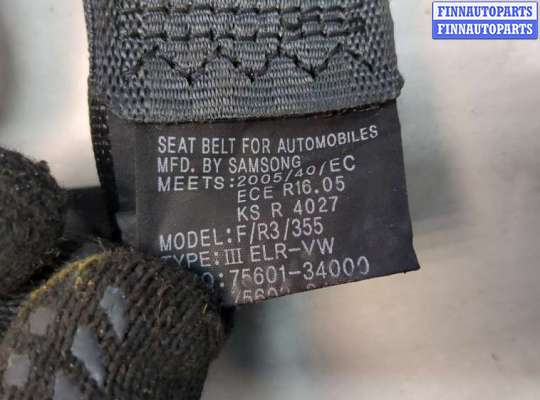 FINNAUTOPARTS
FINNAUTOPARTS
SEAT BELT FOR AUTOMOBILES
MFD. BY SAMSONG
MEETS:2005/40/EC
ECE R16.05
KS R 4027
MODEL:F/R3/355
TYPE:III ELR-VW
O:75601-34000